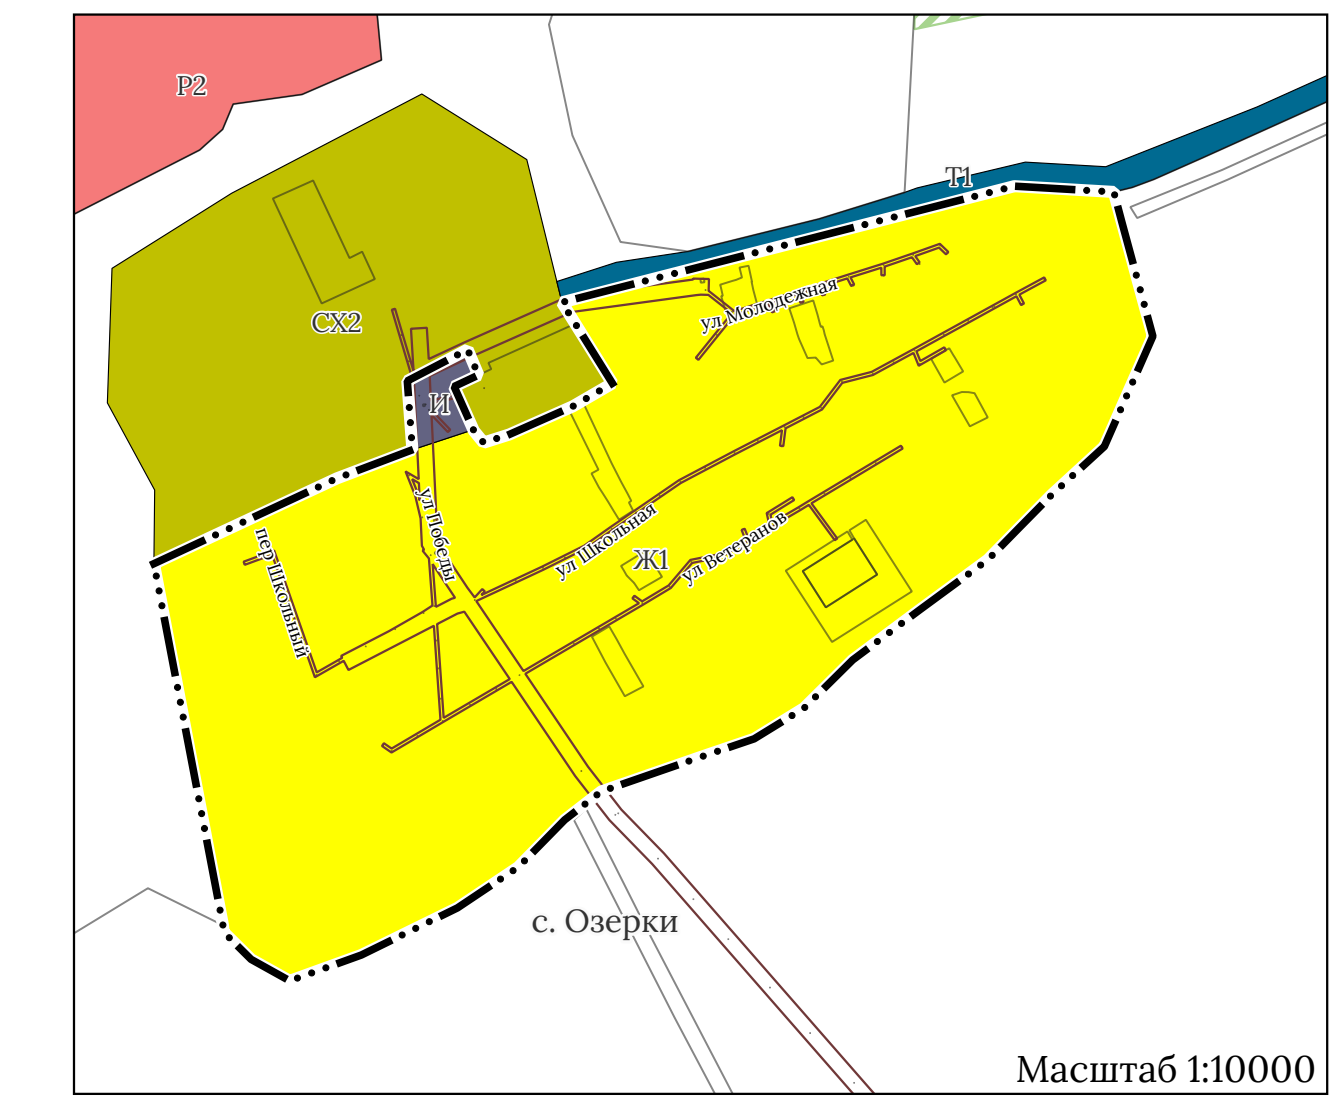 Р2
Т1
ул Молодежная
СХ2
И
ул Победы
ул Школьная
ул Ветеранов
Ж1
пер Школьный
с. Озерки
Масштаб 1:10000